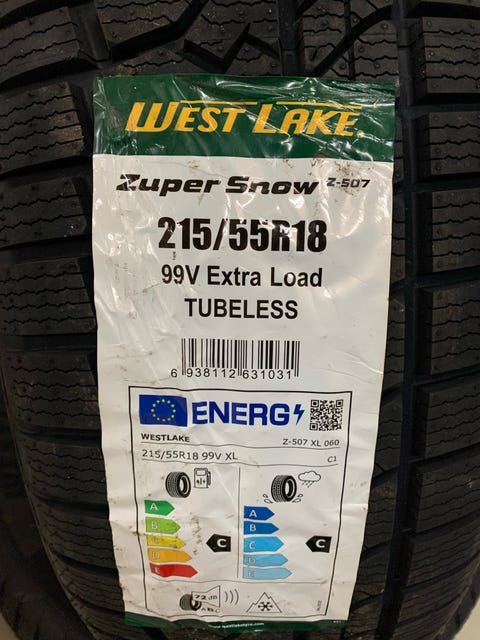 WEST LAKE
Zuper Snow Z-507
215/55R18
99V Extra Load
TUBELESS
6 938112 631031
ENERG
WESTLAKE Z-507 XL 060
215/55R18 99V XL C1
A A
B B
C C C C
D D
E E
72 dB